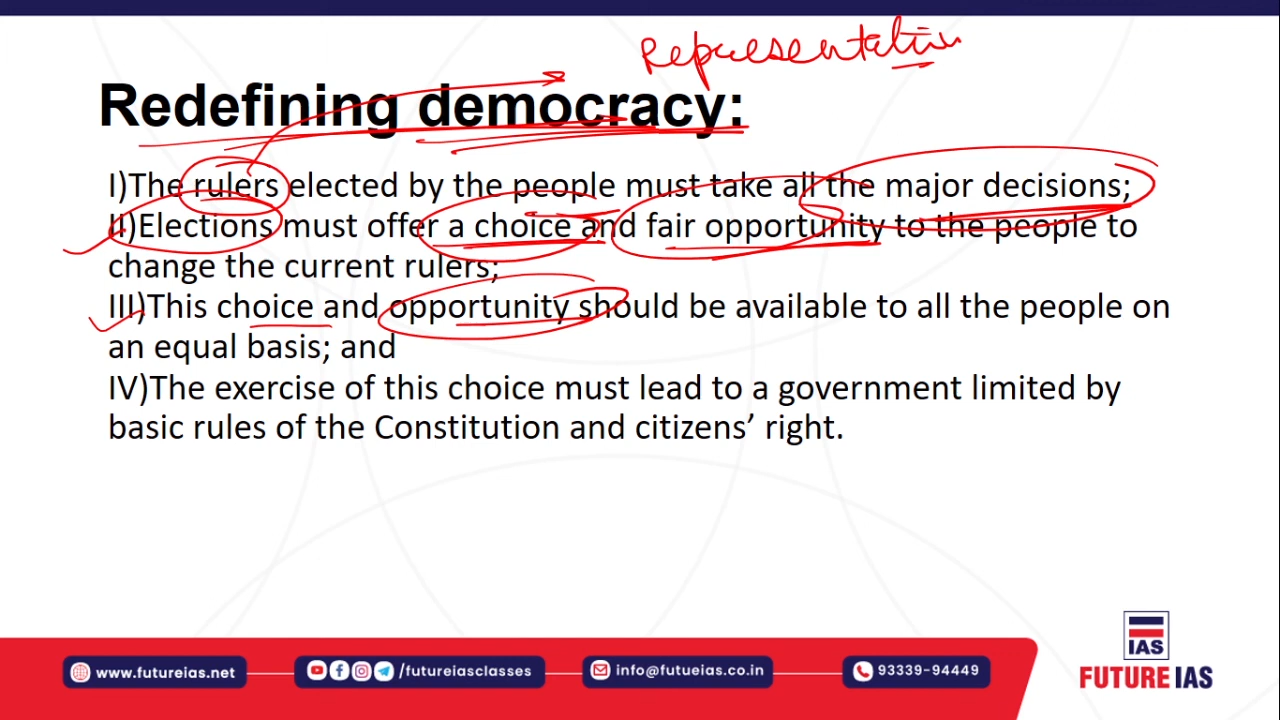 Representative
Redefining democracy:
I)The rulers elected by the people must take all the major decisions;
II)Elections must offer a choice and fair opportunity to the people to
change the current rulers;
III)This choice and opportunity should be available to all the people on
an equal basis; and
IV)The exercise of this choice must lead to a government limited by
basic rules of the Constitution and citizens’ right.
IAS
FUTURE IAS
www.futureias.net
/futureiasclasses
info@futueias.co.in
93339-94449